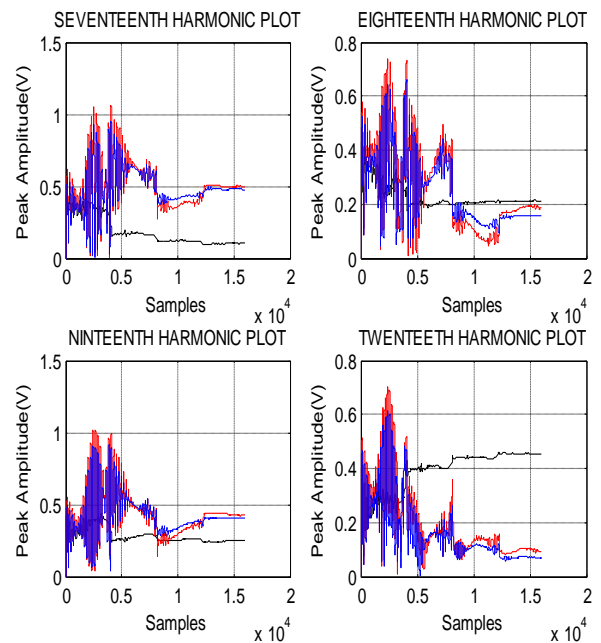 SEVENTEENTH HARMONIC PLOT
Peak Amplitude(V)
1.5
1
0.5
0
0 0.5 1 1.5 2
Samples
x 10^4
EIGHTEENTH HARMONIC PLOT
Peak Amplitude(V)
0.8
0.6
0.4
0.2
0
0 0.5 1 1.5 2
Samples
x 10^4
NINTEENTH HARMONIC PLOT
Peak Amplitude(V)
1.5
1
0.5
0
0 0.5 1 1.5 2
Samples
x 10^4
TWENTEETH HARMONIC PLOT
Peak Amplitude(V)
0.8
0.6
0.4
0.2
0
0 0.5 1 1.5 2
Samples
x 10^4